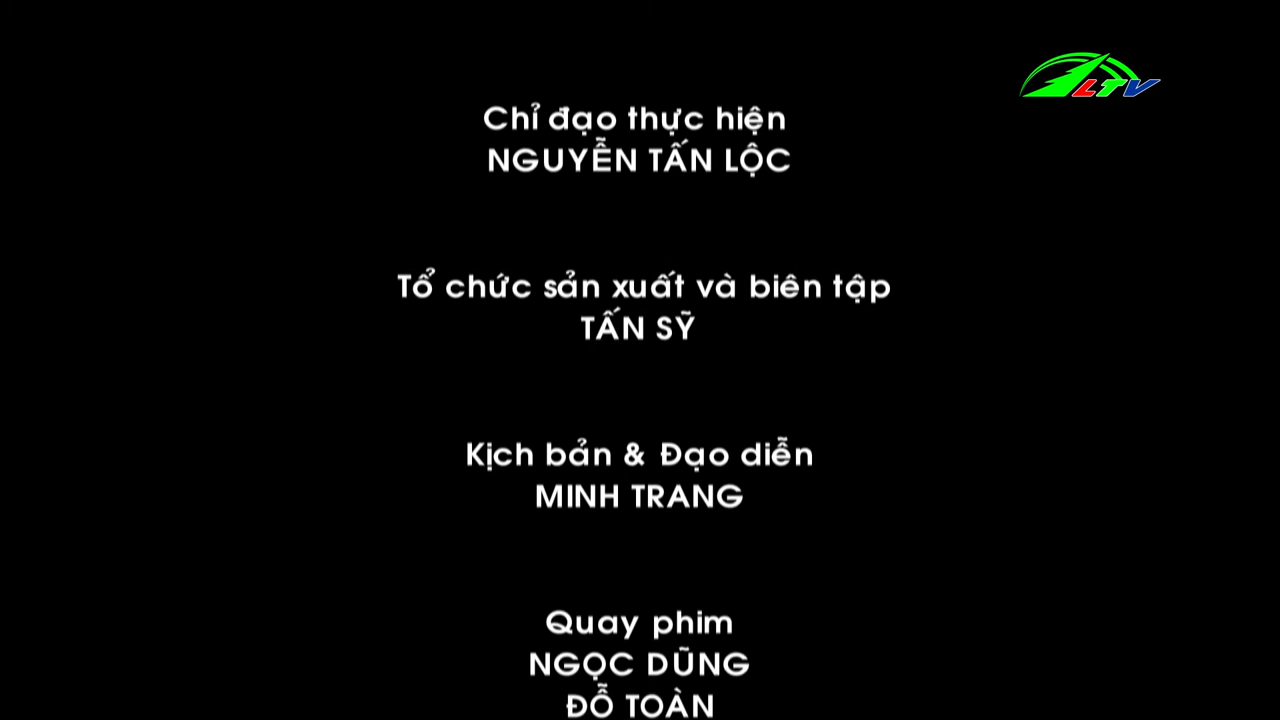 LTV
Chỉ đạo thực hiện
NGUYỄN TẤN LỘC
Tổ chức sản xuất và biên tập
TẤN SỸ
Kịch bản & Đạo diễn
MINH TRANG
Quay phim
NGỌC DŨNG
ĐỖ TOÀN